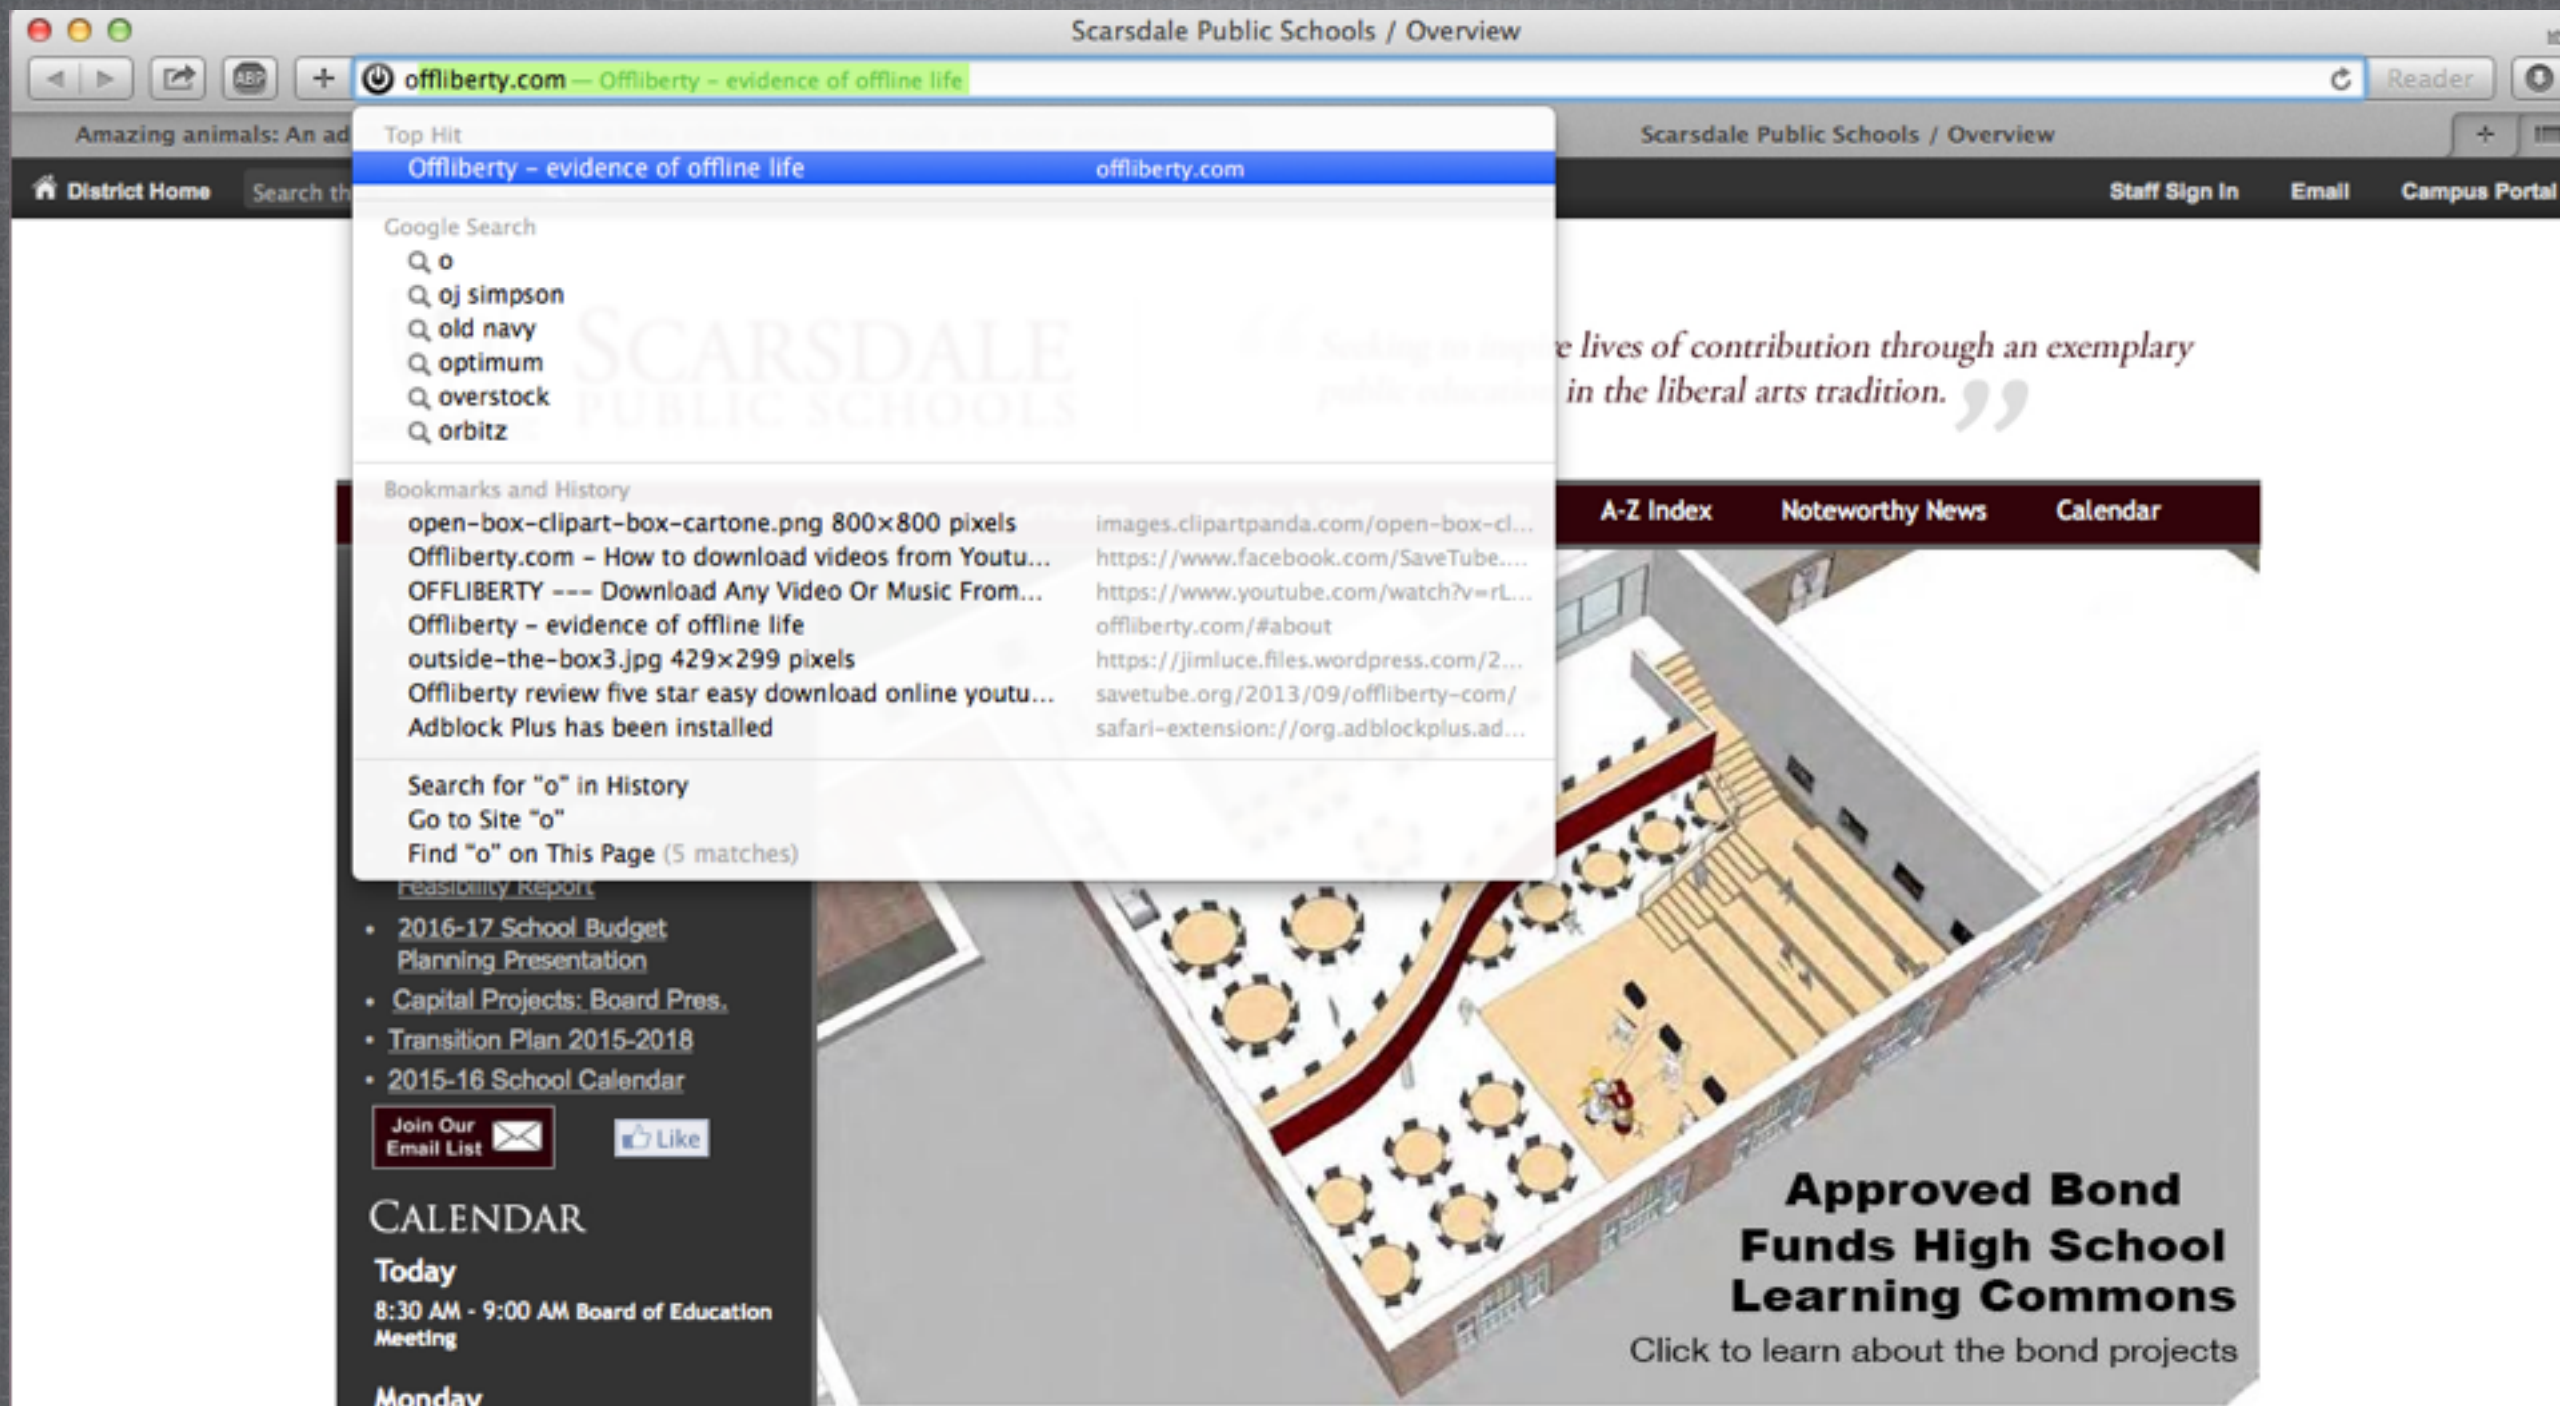 Scarsdale Public Schools / Overview
ABP
offliberty.com — Offliberty – evidence of offline life
Reader
Amazing animals: An ad
Scarsdale Public Schools / Overview
District Home
Search th
Staff Sign In
Email
Campus Portal
Top Hit
Offliberty – evidence of offline life offliberty.com
Google Search
o
oj simpson
old navy
optimum
overstock
orbitz
SCARSDALE
PUBLIC SCHOOLS
“ Seeking to inspire lives of contribution through an exemplary
public education in the liberal arts tradition. ”
Bookmarks and History
open-box-clipart-box-cartone.png 800×800 pixels images.clipartpanda.com/open-box-cl...
Offliberty.com – How to download videos from Youtu... https://www.facebook.com/SaveTube....
OFFLIBERTY --- Download Any Video Or Music From... https://www.youtube.com/watch?v=rL...
Offliberty – evidence of offline life offliberty.com/#about
outside-the-box3.jpg 429×299 pixels https://jimluce.files.wordpress.com/2...
Offliberty review five star easy download online youtu... savetube.org/2013/09/offliberty-com/
Adblock Plus has been installed safari-extension://org.adblockplus.ad...
Search for "o" in History
Go to Site "o"
Find "o" on This Page (5 matches)
A-Z Index
Noteworthy News
Calendar
Feasibility Report
• 2016-17 School Budget
Planning Presentation
• Capital Projects: Board Pres.
• Transition Plan 2015-2018
• 2015-16 School Calendar
Join Our
Email List
Like
CALENDAR
Today
8:30 AM - 9:00 AM Board of Education
Meeting
Monday
Approved Bond
Funds High School
Learning Commons
Click to learn about the bond projects